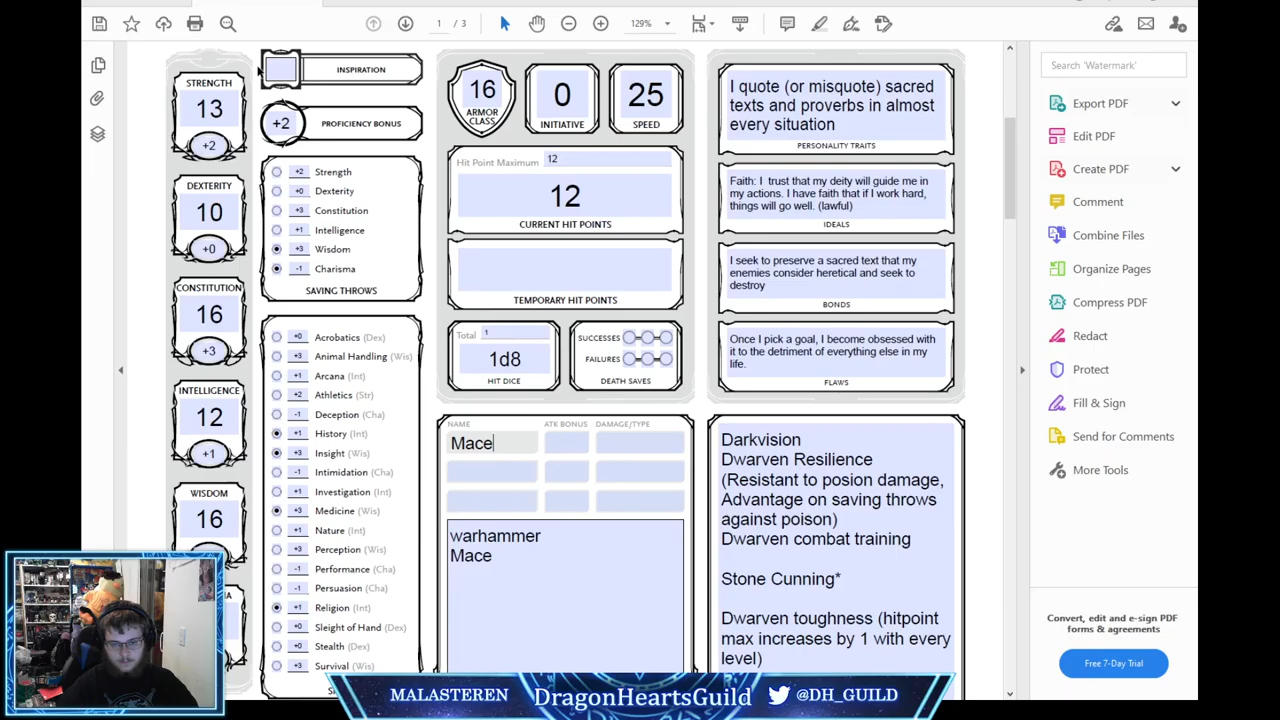 1 / 3
129%
Search 'Watermark'
Export PDF
Edit PDF
Create PDF
Comment
Combine Files
Organize Pages
Compress PDF
Redact
Protect
Fill & Sign
Send for Comments
More Tools
Convert, edit and e-sign PDF
forms & agreements
Free 7-Day Trial
STRENGTH
13
+2
DEXTERITY
10
+0
CONSTITUTION
16
+3
INTELLIGENCE
12
+1
WISDOM
16
INSPIRATION
+2
PROFICIENCY BONUS
+2 Strength
+0 Dexterity
+3 Constitution
+1 Intelligence
+3 Wisdom
-1 Charisma
SAVING THROWS
+0 Acrobatics (Dex)
+3 Animal Handling (Wis)
+1 Arcana (Int)
+2 Athletics (Str)
-1 Deception (Cha)
+1 History (Int)
+3 Insight (Wis)
-1 Intimidation (Cha)
+1 Investigation (Int)
+3 Medicine (Wis)
+1 Nature (Int)
+3 Perception (Wis)
-1 Performance (Cha)
-1 Persuasion (Cha)
+1 Religion (Int)
+0 Sleight of Hand (Dex)
+0 Stealth (Dex)
+3 Survival (Wis)
16
ARMOR
CLASS
0
INITIATIVE
25
SPEED
Hit Point Maximum 12
12
CURRENT HIT POINTS
TEMPORARY HIT POINTS
Total 1
1d8
HIT DICE
SUCCESSES
FAILURES
DEATH SAVES
NAME ATK BONUS DAMAGE/TYPE
Mace
warhammer
Mace
I quote (or misquote) sacred
texts and proverbs in almost
every situation
PERSONALITY TRAITS
Faith: I trust that my deity will guide me in
my actions. I have faith that if I work hard,
things will go well. (lawful)
IDEALS
I seek to preserve a sacred text that my
enemies consider heretical and seek to
destroy
BONDS
Once I pick a goal, I become obsessed with
it to the detriment of everything else in my
life.
FLAWS
Darkvision
Dwarven Resilience
(Resistant to posion damage,
Advantage on saving throws
against poison)
Dwarven combat training
Stone Cunning*
Dwarven toughness (hitpoint
max increases by 1 with every
level)
MALASTEREN
DragonHeartsGuild
@DH_GUILD